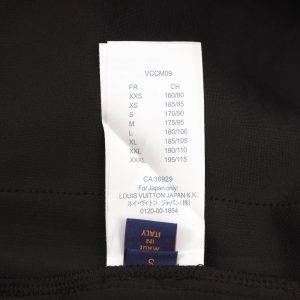 VCCM09
FR CH
XXS 160/80
XS 165/85
S 170/90
M 175/95
L 180/100
XL 185/105
XXL 190/110
XXXL 195/115
CA 36929
For Japan only:
LOUIS VUITTON JAPAN K.K.
ルイ・ヴィトン ジャパン(株)
0120-00-1854
MADE
IN
ITALY
S